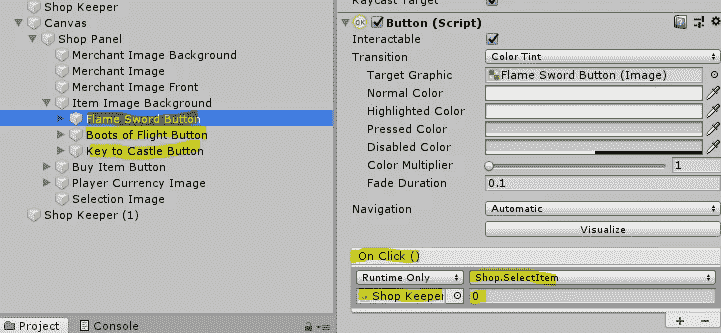 Shop Keeper
Canvas
Shop Panel
Merchant Image Background
Merchant Image
Merchant Image Front
Item Image Background
Flame Sword Button
Boots of Flight Button
Key to Castle Button
Buy Item Button
Player Currency Image
Selection Image
Shop Keeper (1)
Project
Console
Raycast Target
OK
Button (Script)
Interactable
Transition
Color Tint
Target Graphic
Flame Sword Button (Image)
Normal Color
Highlighted Color
Pressed Color
Disabled Color
Color Multiplier
1
Fade Duration
0.1
Navigation
Automatic
Visualize
On Click ()
Runtime Only
Shop.SelectItem
Shop Keeper
0